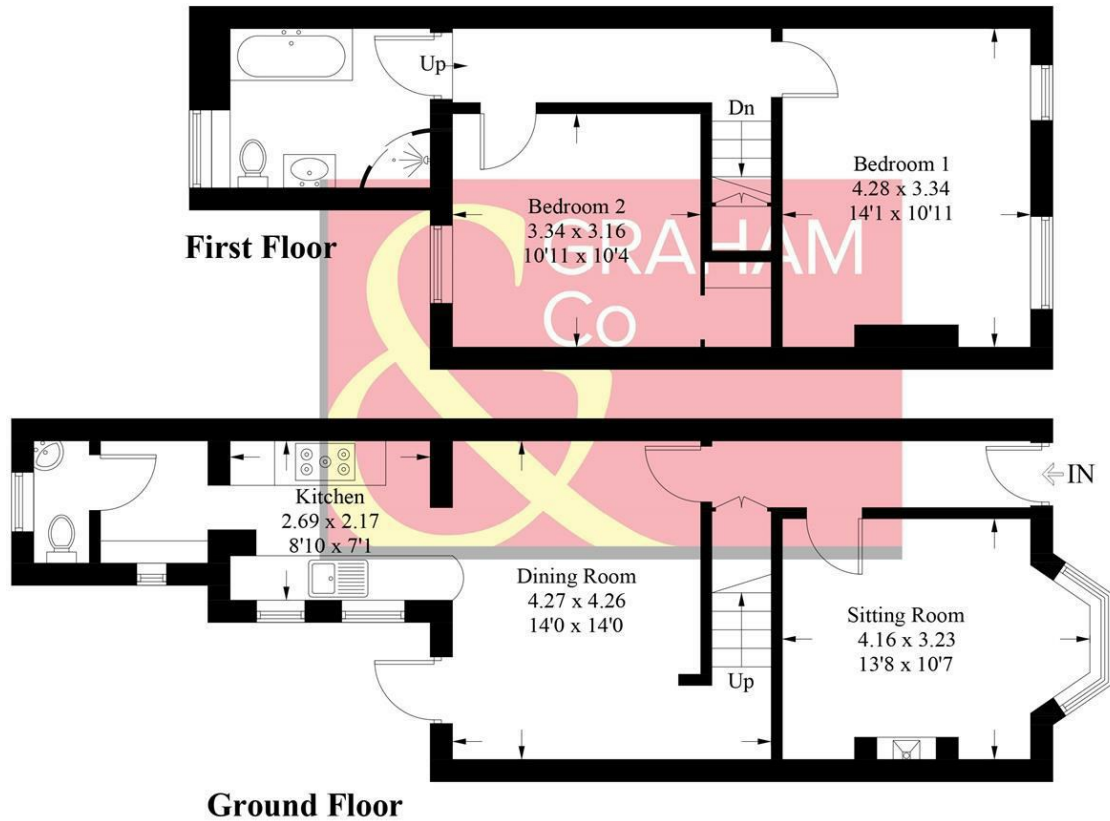 Up
Dn
Bedroom 1
4.28 x 3.34
14'1 x 10'11
Bedroom 2
3.34 x 3.16
10'11 x 10'4
First Floor
& GRAHAM
Co
IN
Kitchen
2.69 x 2.17
8'10 x 7'1
Dining Room
4.27 x 4.26
14'0 x 14'0
Sitting Room
4.16 x 3.23
13'8 x 10'7
Up
Ground Floor